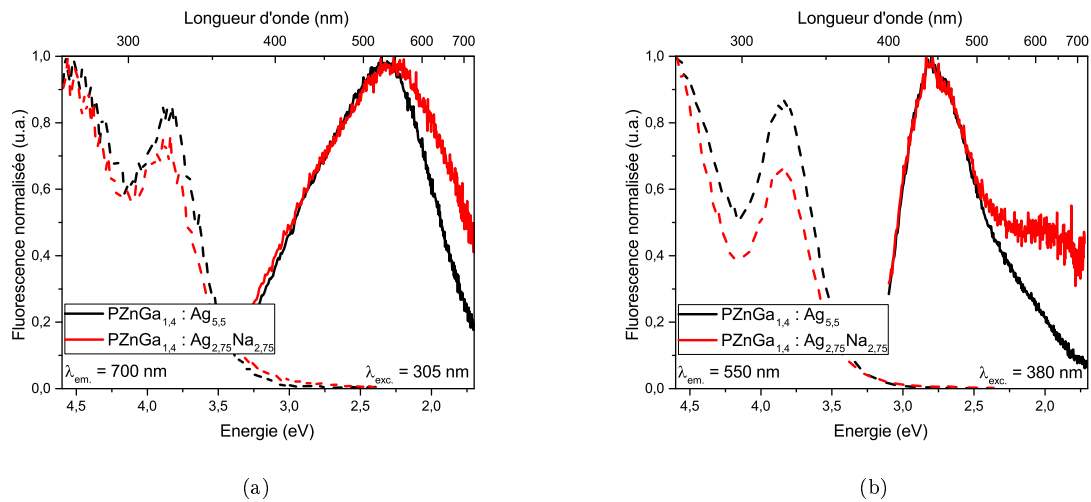 Longueur d'onde (nm)
300 400 500 600 700
1,0
0,8
0,6
0,4
0,2
0,0
Fluorescence normalisée (u.a.)
PZnGa1,4 : Ag5,5
PZnGa1,4 : Ag2,75Na2,75
λem. = 700 nm
λexc. = 305 nm
4,5 4,0 3,5 3,0 2,5 2,0
Energie (eV)
(a)
Longueur d'onde (nm)
300 400 500 600 700
1,0
0,8
0,6
0,4
0,2
0,0
Fluorescence normalisée (u.a.)
PZnGa1,4 : Ag5,5
PZnGa1,4 : Ag2,75Na2,75
λem. = 550 nm
λexc. = 380 nm
4,5 4,0 3,5 3,0 2,5 2,0
Energie (eV)
(b)